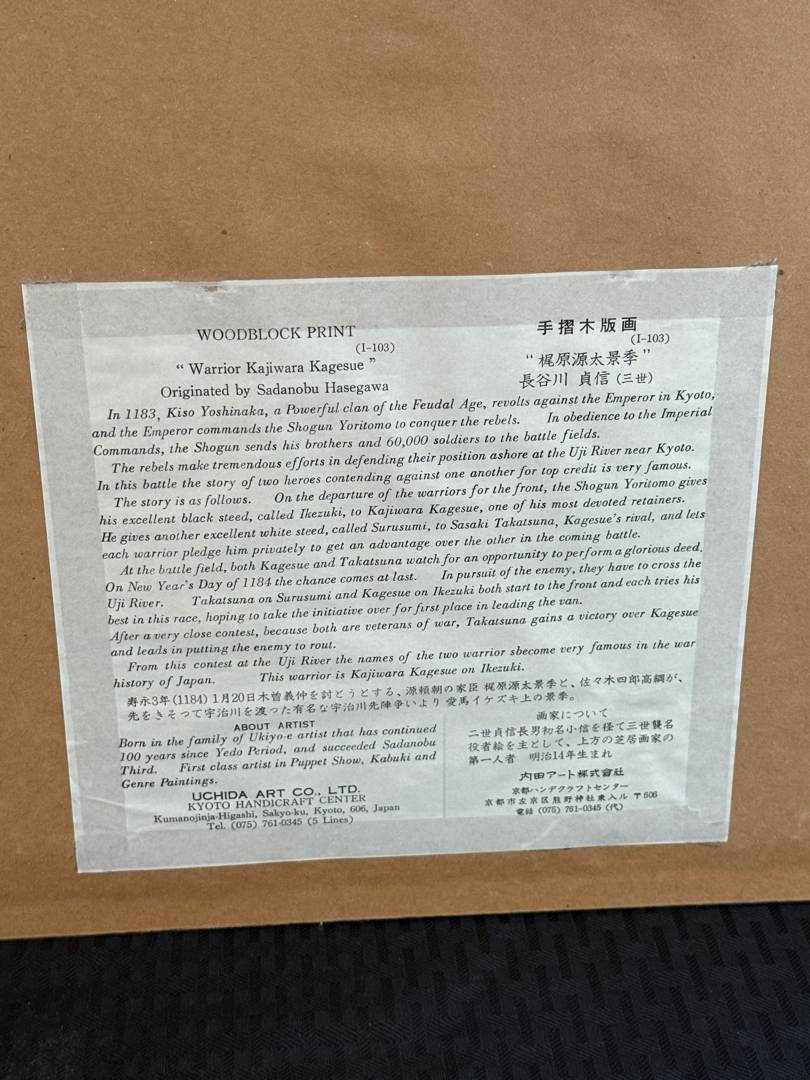 WOODBLOCK PRINT
(I-103)
“ Warrior Kajiwara Kagesue ”
Originated by Sadanobu Hasegawa
手摺木版画
(I-103)
“ 梶原源太景季 ”
長谷川 貞信 (三世)
In 1183, Kiso Yoshinaka, a Powerful clan of the Feudal Age, revolts against the Emperor in Kyoto,
and the Emperor commands the Shogun Yoritomo to conquer the rebels. In obedience to the Imperial
Commands, the Shogun sends his brothers and 60,000 soldiers to the battle fields.
The rebels make tremendous efforts in defending their position ashore at the Uji River near Kyoto.
In this battle the story of two heroes contending against one another for top credit is very famous.
The story is as follows. On the departure of the warriors for the front, the Shogun Yoritomo gives
his excellent black steed, called Ikezuki, to Kajiwara Kagesue, one of his most devoted retainers.
He gives another excellent white steed, called Surusumi, to Sasaki Takatsuna, Kagesue's rival, and lets
each warrior pledge him privately to get an advantage over the other in the coming battle.
At the battle field, both Kagesue and Takatsuna watch for an opportunity to perform a glorious deed.
On New Year's Day of 1184 the chance comes at last. In pursuit of the enemy, they have to cross the
Uji River. Takatsuna on Surusumi and Kagesue on Ikezuki both start to the front and each tries his
best in this race, hoping to take the initiative over for first place in leading the van.
After a very close contest, because both are veterans of war, Takatsuna gains a victory over Kagesue
and leads in putting the enemy to rout.
From this contest at the Uji River the names of the two warrior sbecome very famous in the war
history of Japan. This warrior is Kajiwara Kagesue on Ikezuki.
寿永3年(1184) 1月20日木曽義仲を討とうとする、源頼朝の家臣 梶原源太景季と、佐々木四郎高綱が、
先をきそって宇治川を渡った有名な宇治川先陣争いより 愛馬イケズキ上の景季。
ABOUT ARTIST
Born in the family of Ukiyo-e artist that has continued
100 years since Yedo Period, and succeeded Sadanobu
Third. First class artist in Puppet Show, Kabuki and
Genre Paintings.
UCHIDA ART CO., LTD.
KYOTO HANDICRAFT CENTER
Kumanojinja-Higashi, Sakyo-ku, Kyoto, 606, Japan
Tel. (075) 761-0345 (5 Lines)
画家について
二世貞信長男初名小信を経て三世襲名
役者絵を主として、上方の芝居画家の
第一人者 明治14年生まれ
内田アート株式會社
京都ハンデクラフトセンター
京都市左京区熊野神社東入ル 〒606
電話 (075) 761-0345 (代)